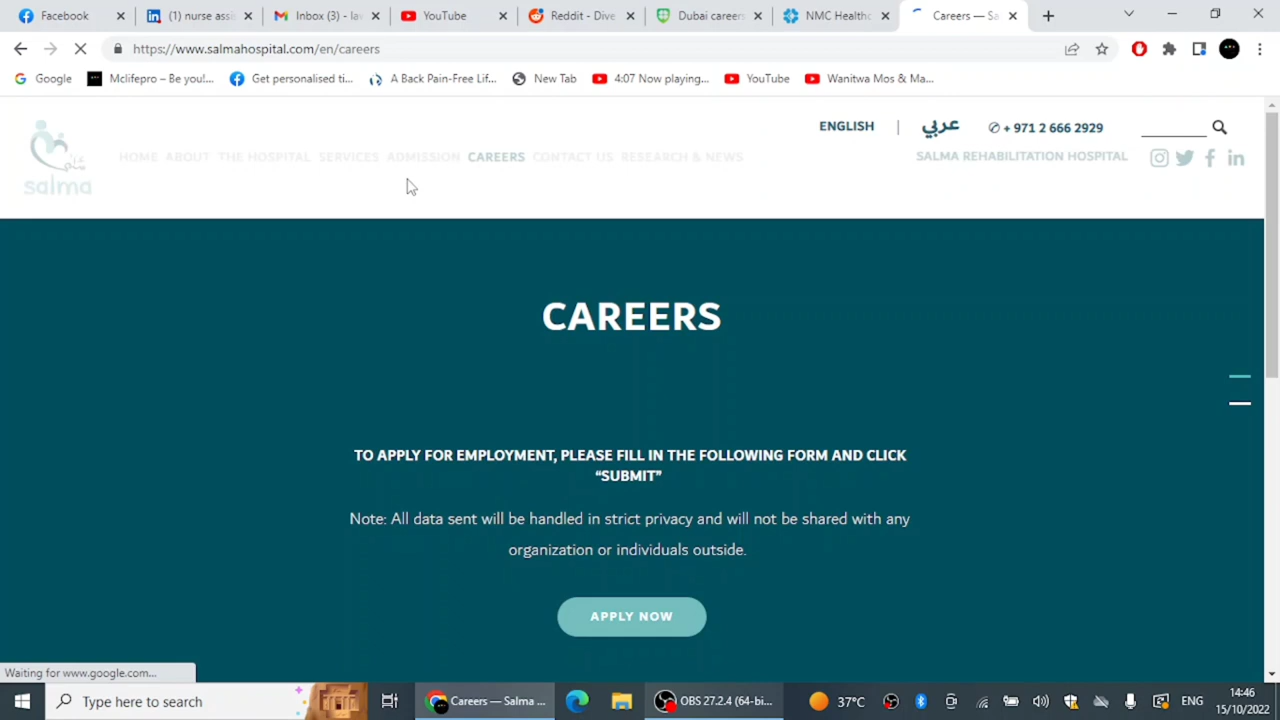 Facebook
(1) nurse assis
Inbox (3) - lav
YouTube
Reddit - Dive
Dubai careers
NMC Healthc
Careers — Sa
https://www.salmahospital.com/en/careers
Google
Mclifepro – Be you!...
Get personalised ti...
A Back Pain-Free Lif...
New Tab
4:07 Now playing...
YouTube
Wanitwa Mos & Ma...
ENGLISH | عربي ✆ + 971 2 666 2929
HOME ABOUT THE HOSPITAL SERVICES ADMISSION CAREERS CONTACT US RESEARCH & NEWS
SALMA REHABILITATION HOSPITAL
salma
CAREERS
TO APPLY FOR EMPLOYMENT, PLEASE FILL IN THE FOLLOWING FORM AND CLICK
“SUBMIT”
Note: All data sent will be handled in strict privacy and will not be shared with any
organization or individuals outside.
APPLY NOW
Waiting for www.google.com...
Type here to search
Careers — Salma ...
OBS 27.2.4 (64-bi...
37°C
ENG
14:46
15/10/2022